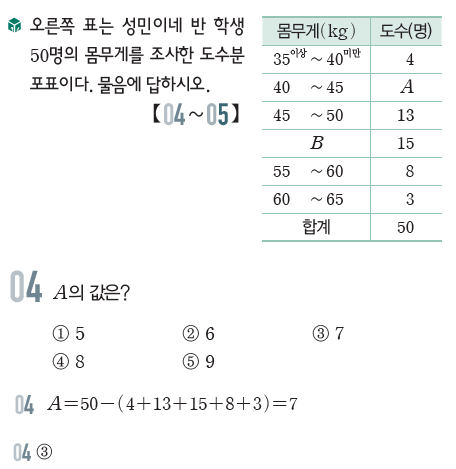 오른쪽 표는 성민이네 반 학생
50명의 몸무게를 조사한 도수분
포표이다. 물음에 답하시오.
【04~05】
몸무게(kg) 도수(명)
35이상 ~ 40미만 4
40 ~ 45 A
45 ~ 50 13
B 15
55 ~ 60 8
60 ~ 65 3
합계 50
04 A의 값은?
① 5 ② 6 ③ 7
④ 8 ⑤ 9
04 A=50-(4+13+15+8+3)=7
04 ③